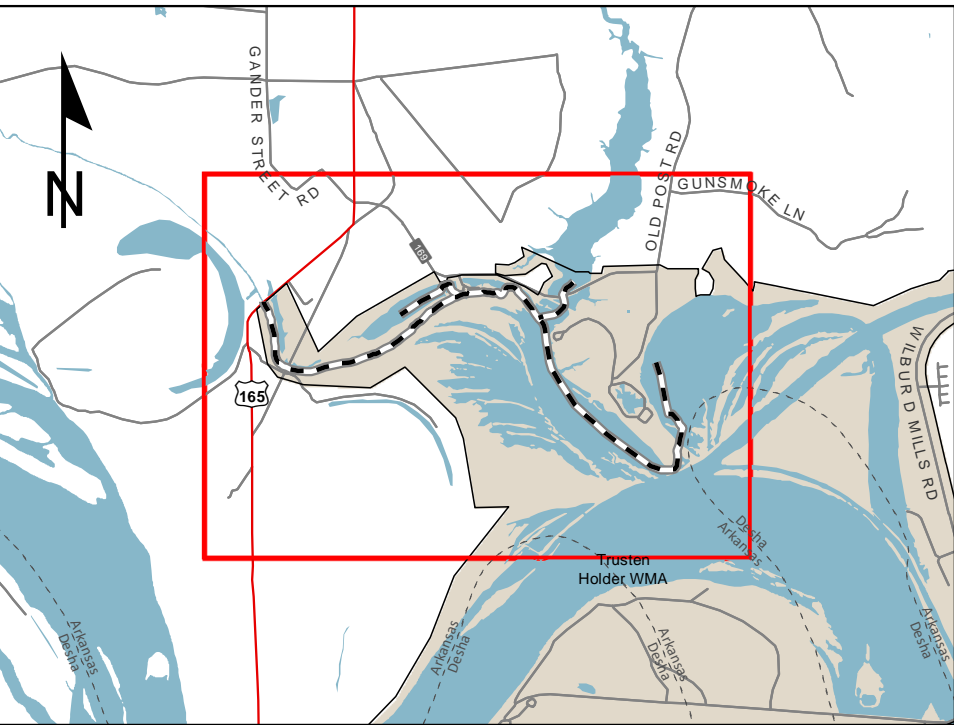 GANDER STREET RD
N
OLD POST RD
GUNSMOKE LN
169
165
WILBUR D MILLS RD
Desha
Arkansas
Trusten
Holder WMA
Arkansas
Desha
Arkansas
Desha
Arkansas
Desha
Arkansas
Desha